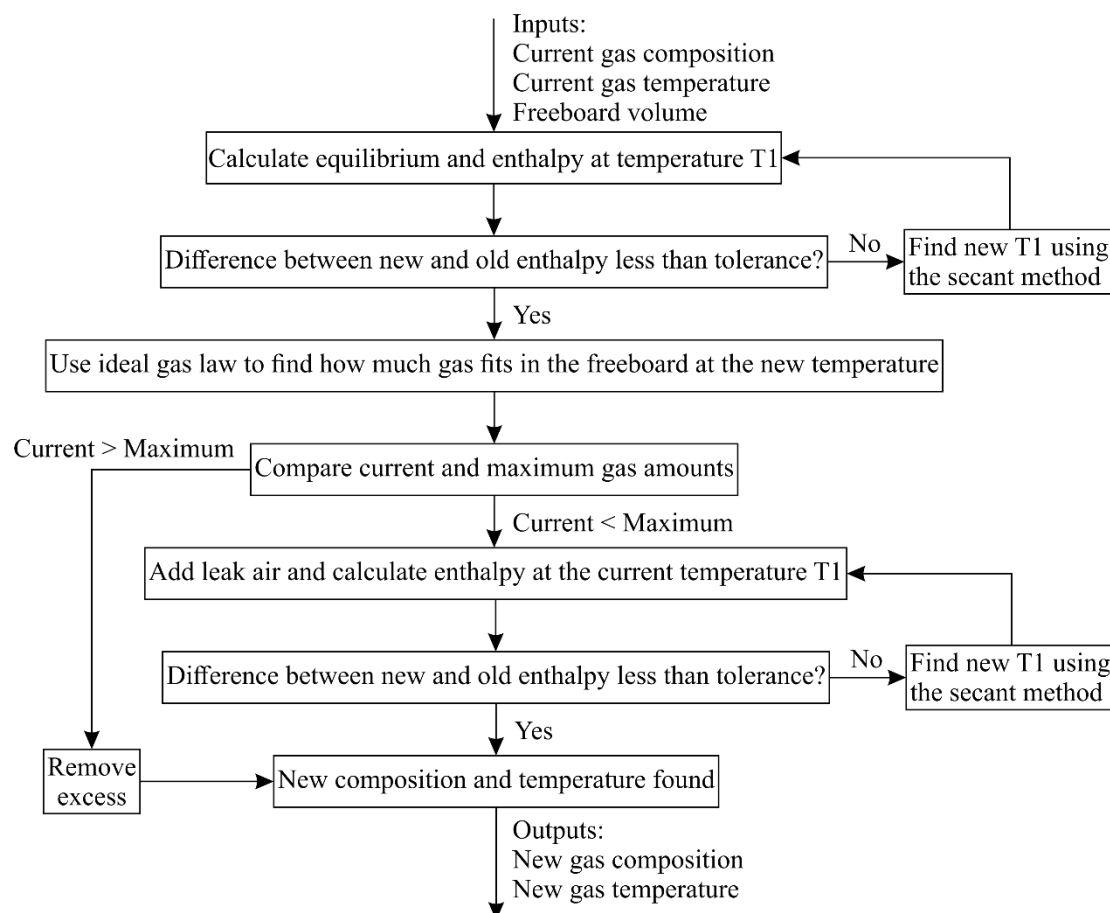 Inputs:
Current gas composition
Current gas temperature
Freeboard volume
Calculate equilibrium and enthalpy at temperature T1
Difference between new and old enthalpy less than tolerance?
No
Find new T1 using
the secant method
Yes
Use ideal gas law to find how much gas fits in the freeboard at the new temperature
Current > Maximum
Compare current and maximum gas amounts
Current < Maximum
Add leak air and calculate enthalpy at the current temperature T1
Difference between new and old enthalpy less than tolerance?
No
Find new T1 using
the secant method
Yes
Remove
excess
New composition and temperature found
Outputs:
New gas composition
New gas temperature